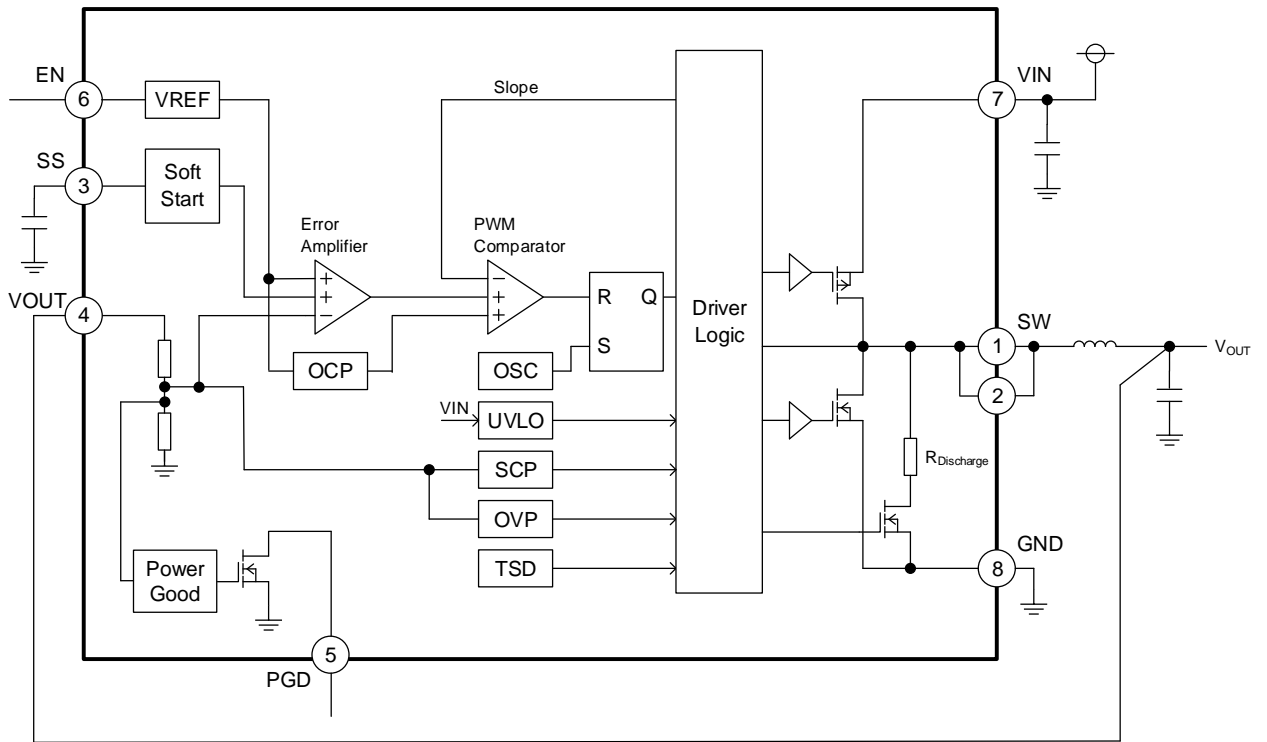 EN
6
VREF
Slope
7
VIN
SS
3
Soft
Start
Error
Amplifier
PWM
Comparator
VOUT
4
+
+
−
−
+
+
R
Q
S
Driver
Logic
SW
1
2
VOUT
OCP
OSC
VIN
UVLO
SCP
OVP
TSD
RDischarge
GND
8
Power
Good
5
PGD